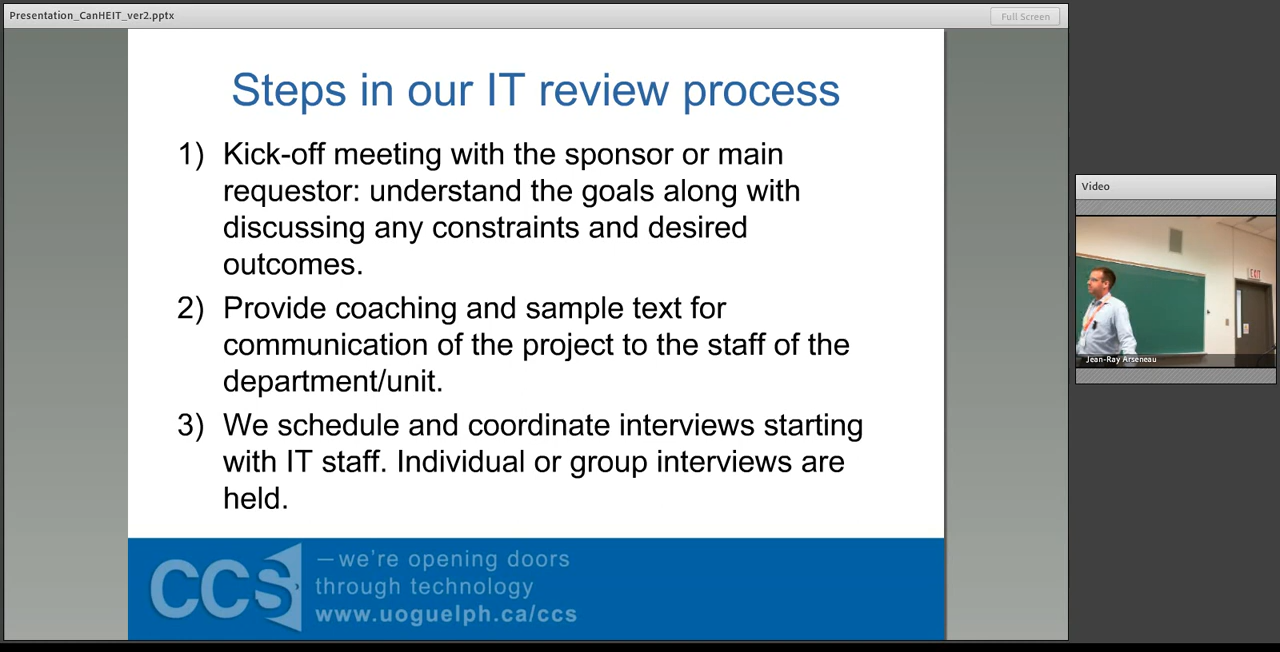 Presentation_CanHEIT_ver2.pptx
Full Screen
Steps in our IT review process
1) Kick-off meeting with the sponsor or main
requestor: understand the goals along with
discussing any constraints and desired
outcomes.
2) Provide coaching and sample text for
communication of the project to the staff of the
department/unit.
3) We schedule and coordinate interviews starting
with IT staff. Individual or group interviews are
held.
CCS
—we're opening doors
through technology
www.uoguelph.ca/ccs
Video
EXIT
Jean-Ray Arseneau